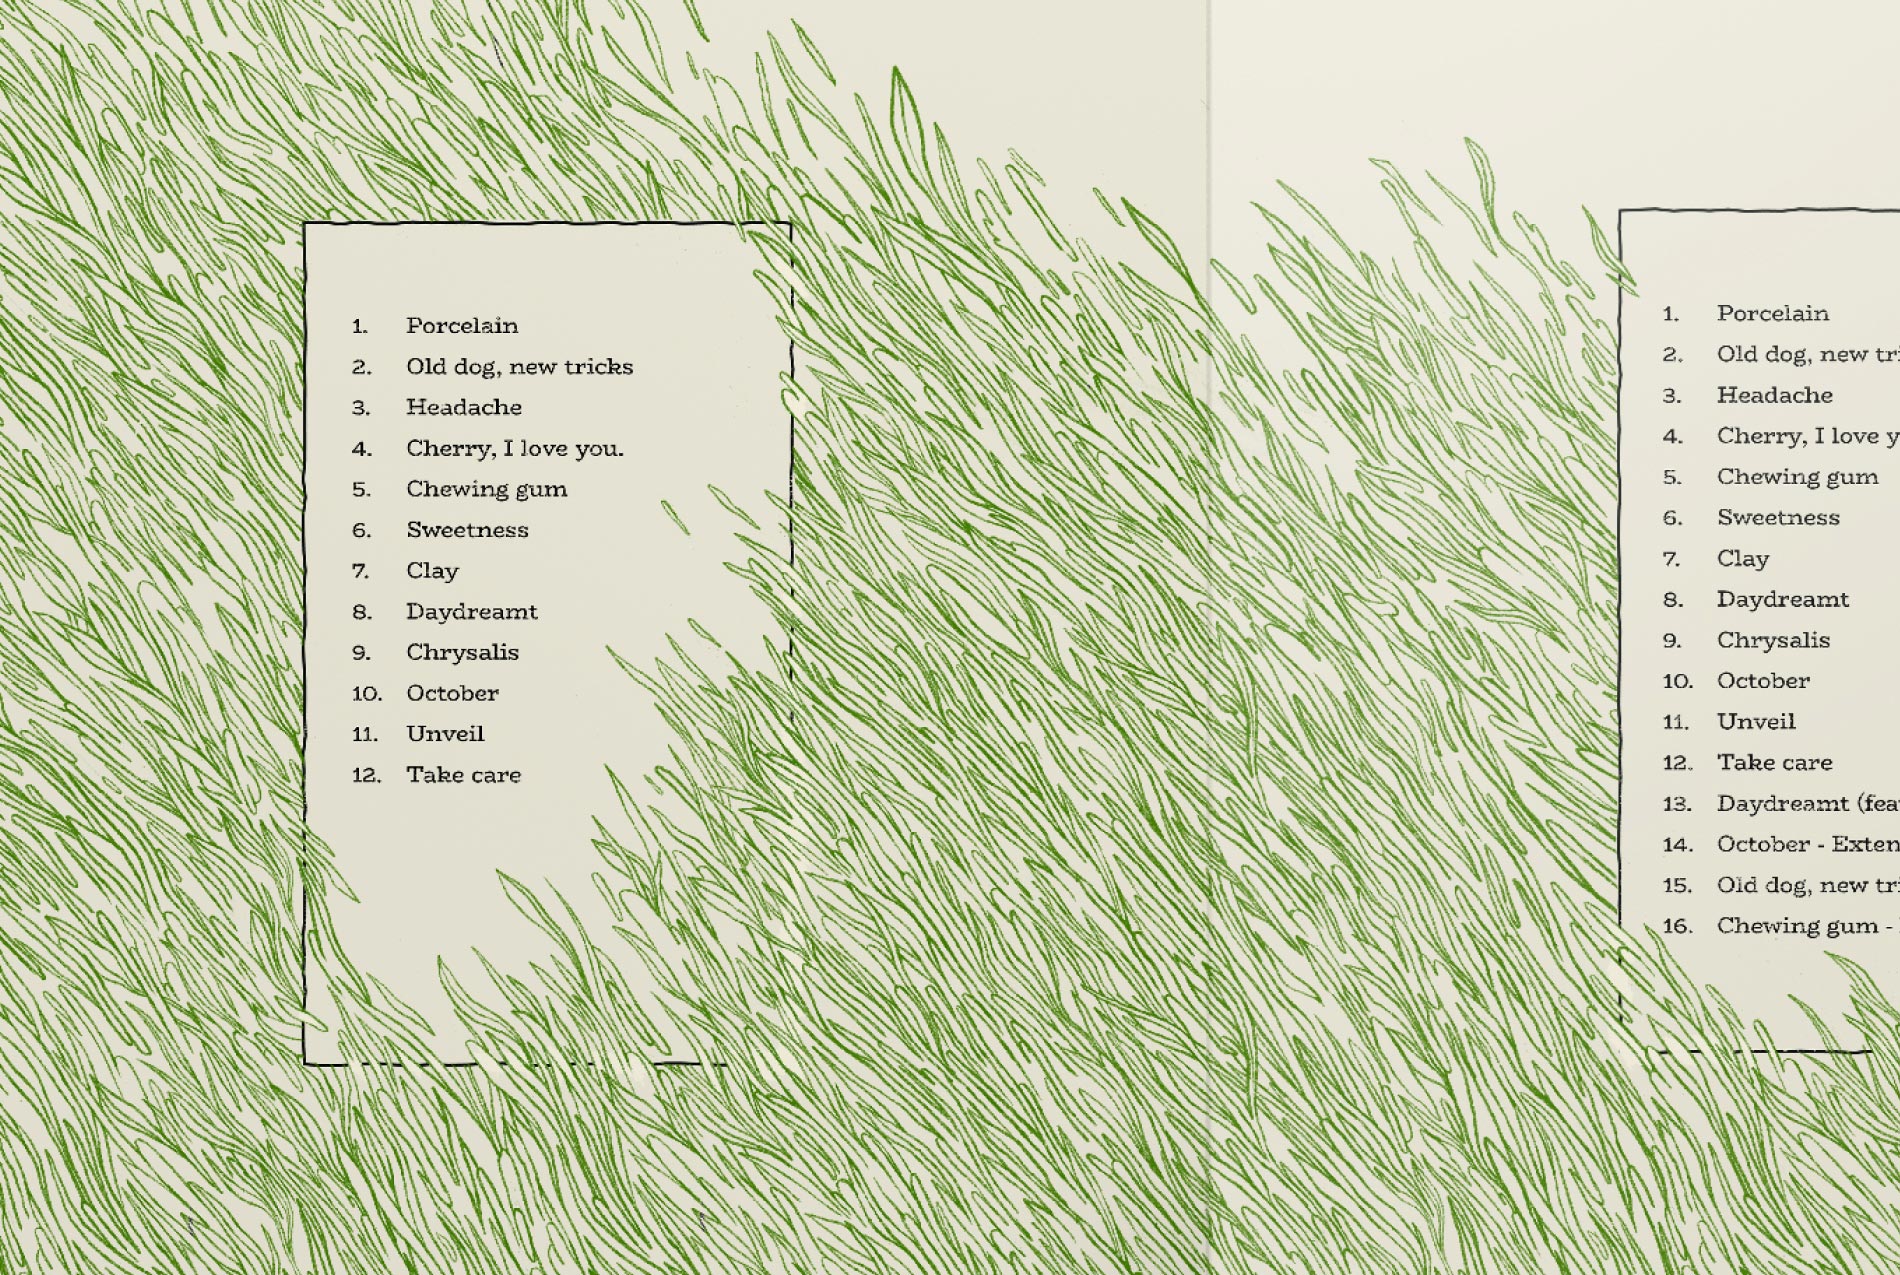 1. Porcelain
2. Old dog, new tricks
3. Headache
4. Cherry, I love you.
5. Chewing gum
6. Sweetness
7. Clay
8. Daydreamt
9. Chrysalis
10. October
11. Unveil
12. Take care
1. Porcelain
2. Old dog, new
3. Headache
4. Cherry, I love
5. Chewing gum
6. Sweetness
7. Clay
8. Daydreamt
9. Chrysalis
10. October
11. Unveil
12. Take care
13. Daydreamt
14. October -
15. Old dog, new
16. Chewing gum -